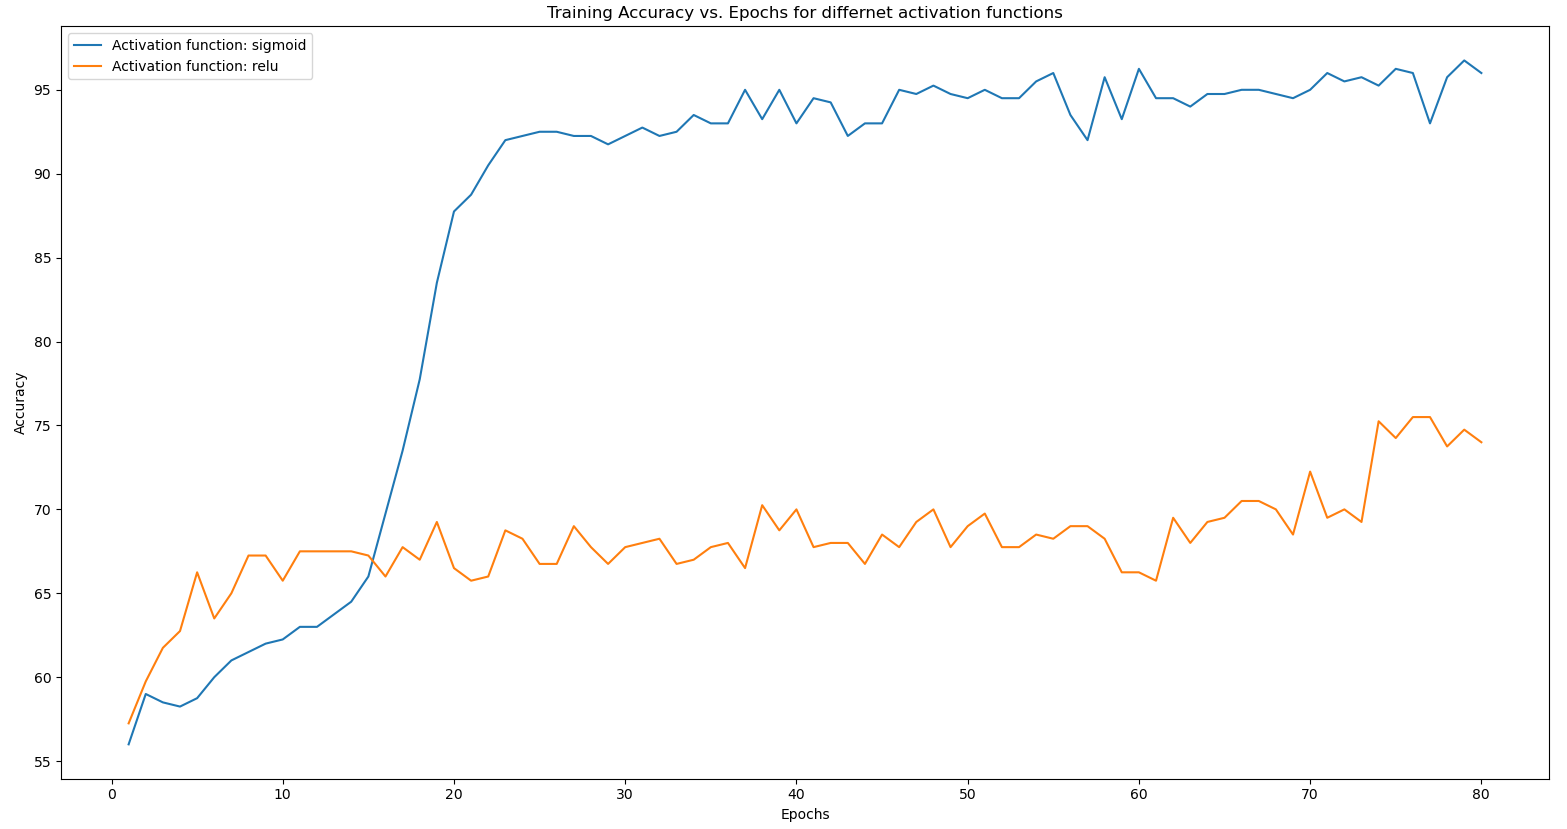 Training Accuracy vs. Epochs for differnet activation functions
Activation function: sigmoid
Activation function: relu
95
90
85
80
75
70
65
60
55
Accuracy
0 10 20 30 40 50 60 70 80
Epochs